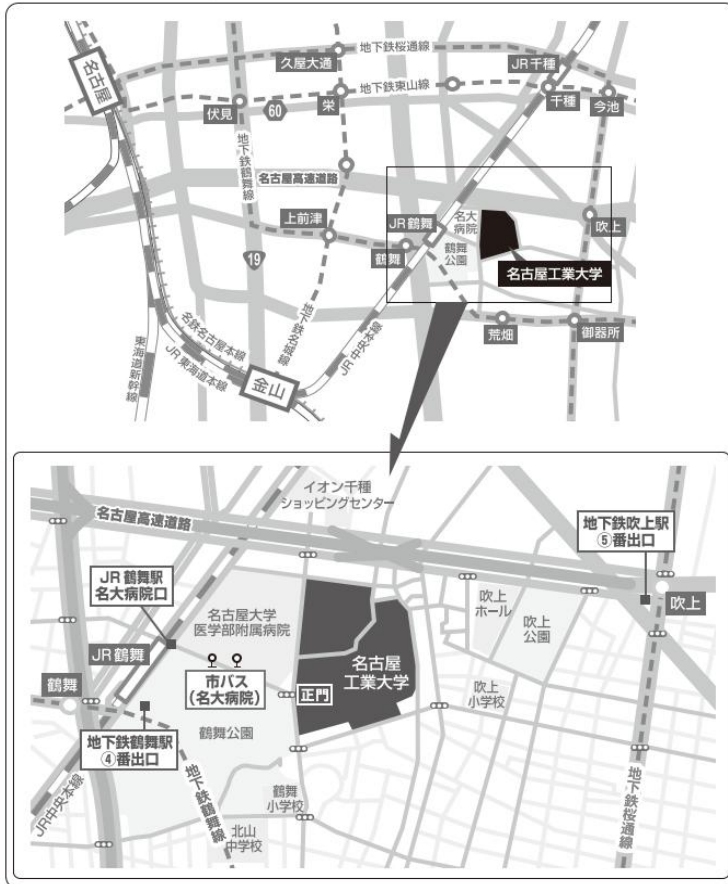 地下鉄桜通線
久屋大通
JR千種
名古屋
地下鉄東山線
伏見
60
栄
千種
今池
地下鉄鶴舞線
名古屋高速道路
上前津
JR鶴舞
名大
病院
吹上
鶴舞
鶴舞
公園
19
名古屋工業大学
地下鉄名城線
JR中央本線
荒畑
御器所
名鉄名古屋本線
JR東海道本線
東海道新幹線
金山
イオン千種
ショッピングセンター
名古屋高速道路
地下鉄吹上駅
⑤番出口
JR鶴舞駅
名大病院口
名古屋大学
医学部附属病院
吹上
ホール
吹上
公園
吹上
JR鶴舞
名古屋
工業大学
鶴舞
市バス
(名大病院)
正門
吹上
小学校
地下鉄鶴舞駅
④番出口
鶴舞公園
JR中央本線
地下鉄鶴舞線
鶴舞
小学校
北山
中学校
地下鉄桜通線